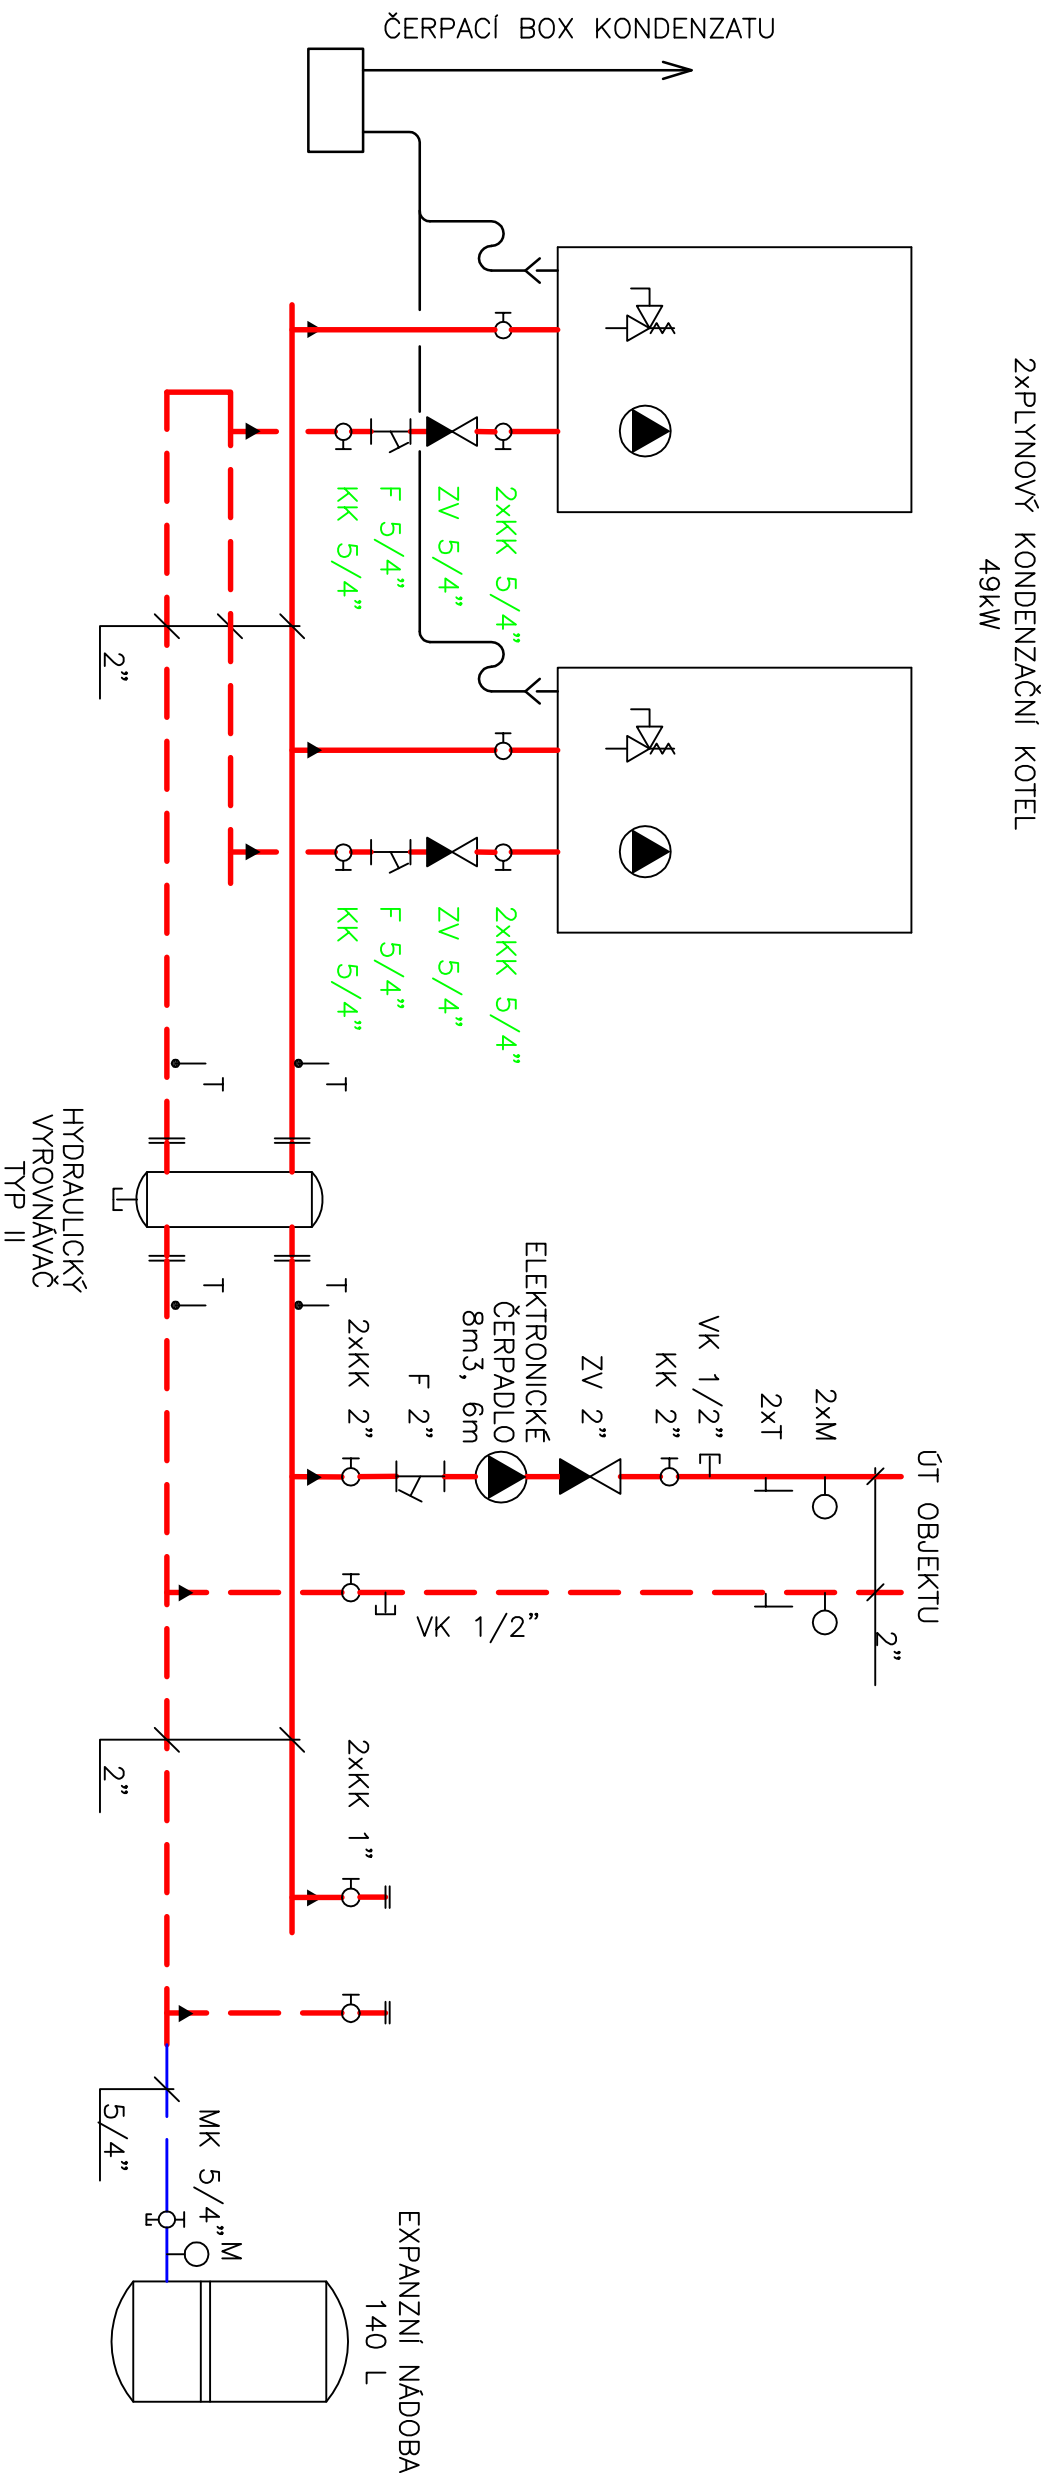 ČERPACÍ BOX KONDENZATU
2xPLYNOVÝ KONDENZAČNÍ KOTEL
49kW
2xKK 5/4"
ZV 5/4"
F 5/4"
KK 5/4"
2"
2xKK 5/4"
ZV 5/4"
F 5/4"
KK 5/4"
T
T
HYDRAULICKÝ
VYROVNÁVAČ
TYP II
T
T
ÚT OBJEKTU
2xM
2xT
VK 1/2"
KK 2"
ZV 2"
ELEKTRONICKÉ
ČERPADLO
8m3, 6m
F 2"
2xKK 2"
2"
VK 1/2"
2xKK 1"
2"
5/4"
MK 5/4"
M
EXPANZNÍ NÁDOBA
140 L